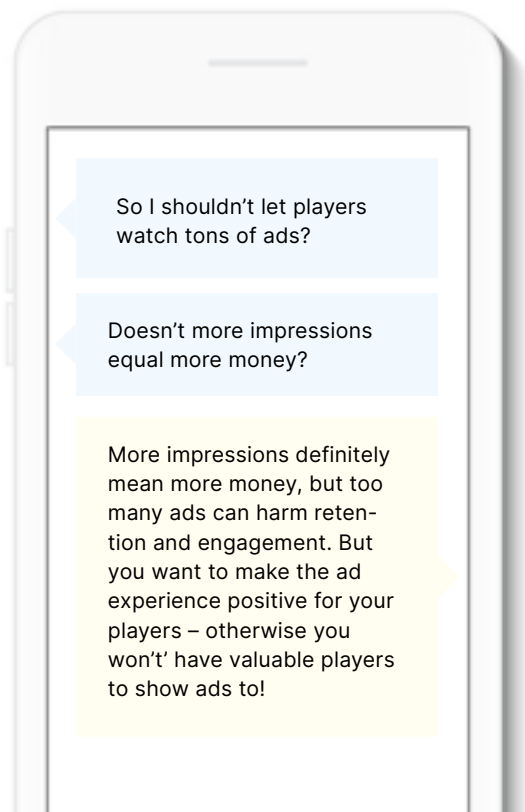 So I shouldn’t let players
watch tons of ads?
Doesn’t more impressions
equal more money?
More impressions definitely
mean more money, but too
many ads can harm reten-
tion and engagement. But
you want to make the ad
experience positive for your
players – otherwise you
won’t’ have valuable players
to show ads to!